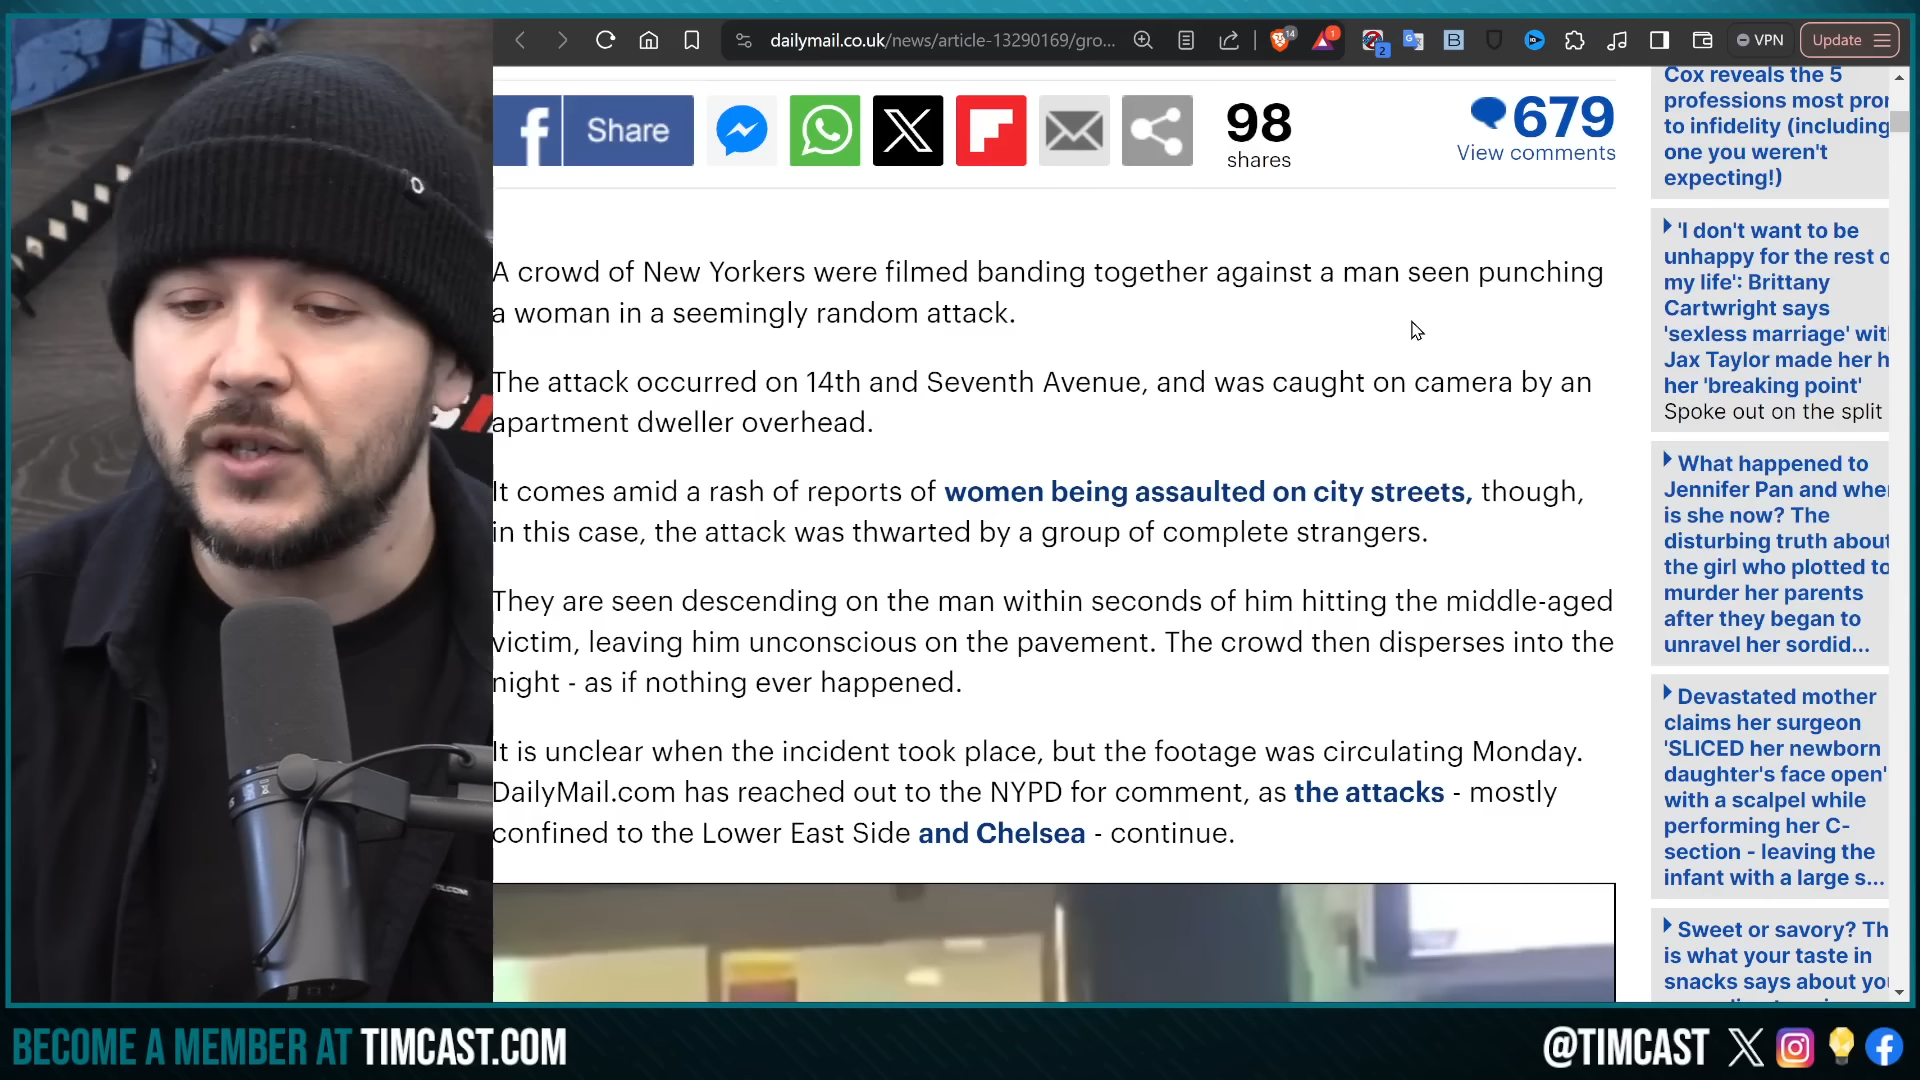 dailymail.co.uk/news/article-13290169/gro...
14
1
2
VPN
Update
f Share
98
shares
679
View comments
A crowd of New Yorkers were filmed banding together against a man seen punching
a woman in a seemingly random attack.
The attack occurred on 14th and Seventh Avenue, and was caught on camera by an
apartment dweller overhead.
It comes amid a rash of reports of women being assaulted on city streets, though,
in this case, the attack was thwarted by a group of complete strangers.
They are seen descending on the man within seconds of him hitting the middle-aged
victim, leaving him unconscious on the pavement. The crowd then disperses into the
night - as if nothing ever happened.
It is unclear when the incident took place, but the footage was circulating Monday.
DailyMail.com has reached out to the NYPD for comment, as the attacks - mostly
confined to the Lower East Side and Chelsea - continue.
Cox reveals the 5
professions most pror
to infidelity (including
one you weren't
expecting!)
'I don't want to be
unhappy for the rest o
my life': Brittany
Cartwright says
'sexless marriage' wit
Jax Taylor made her h
her 'breaking point'
Spoke out on the split
What happened to
Jennifer Pan and whe
is she now? The
disturbing truth about
the girl who plotted to
murder her parents
after they began to
unravel her sordid...
Devastated mother
claims her surgeon
'SLICED her newborn
daughter's face open'
with a scalpel while
performing her C-
section - leaving the
infant with a large s...
Sweet or savory? Th
is what your taste in
snacks says about yo
BECOME A MEMBER AT TIMCAST.COM
@TIMCAST